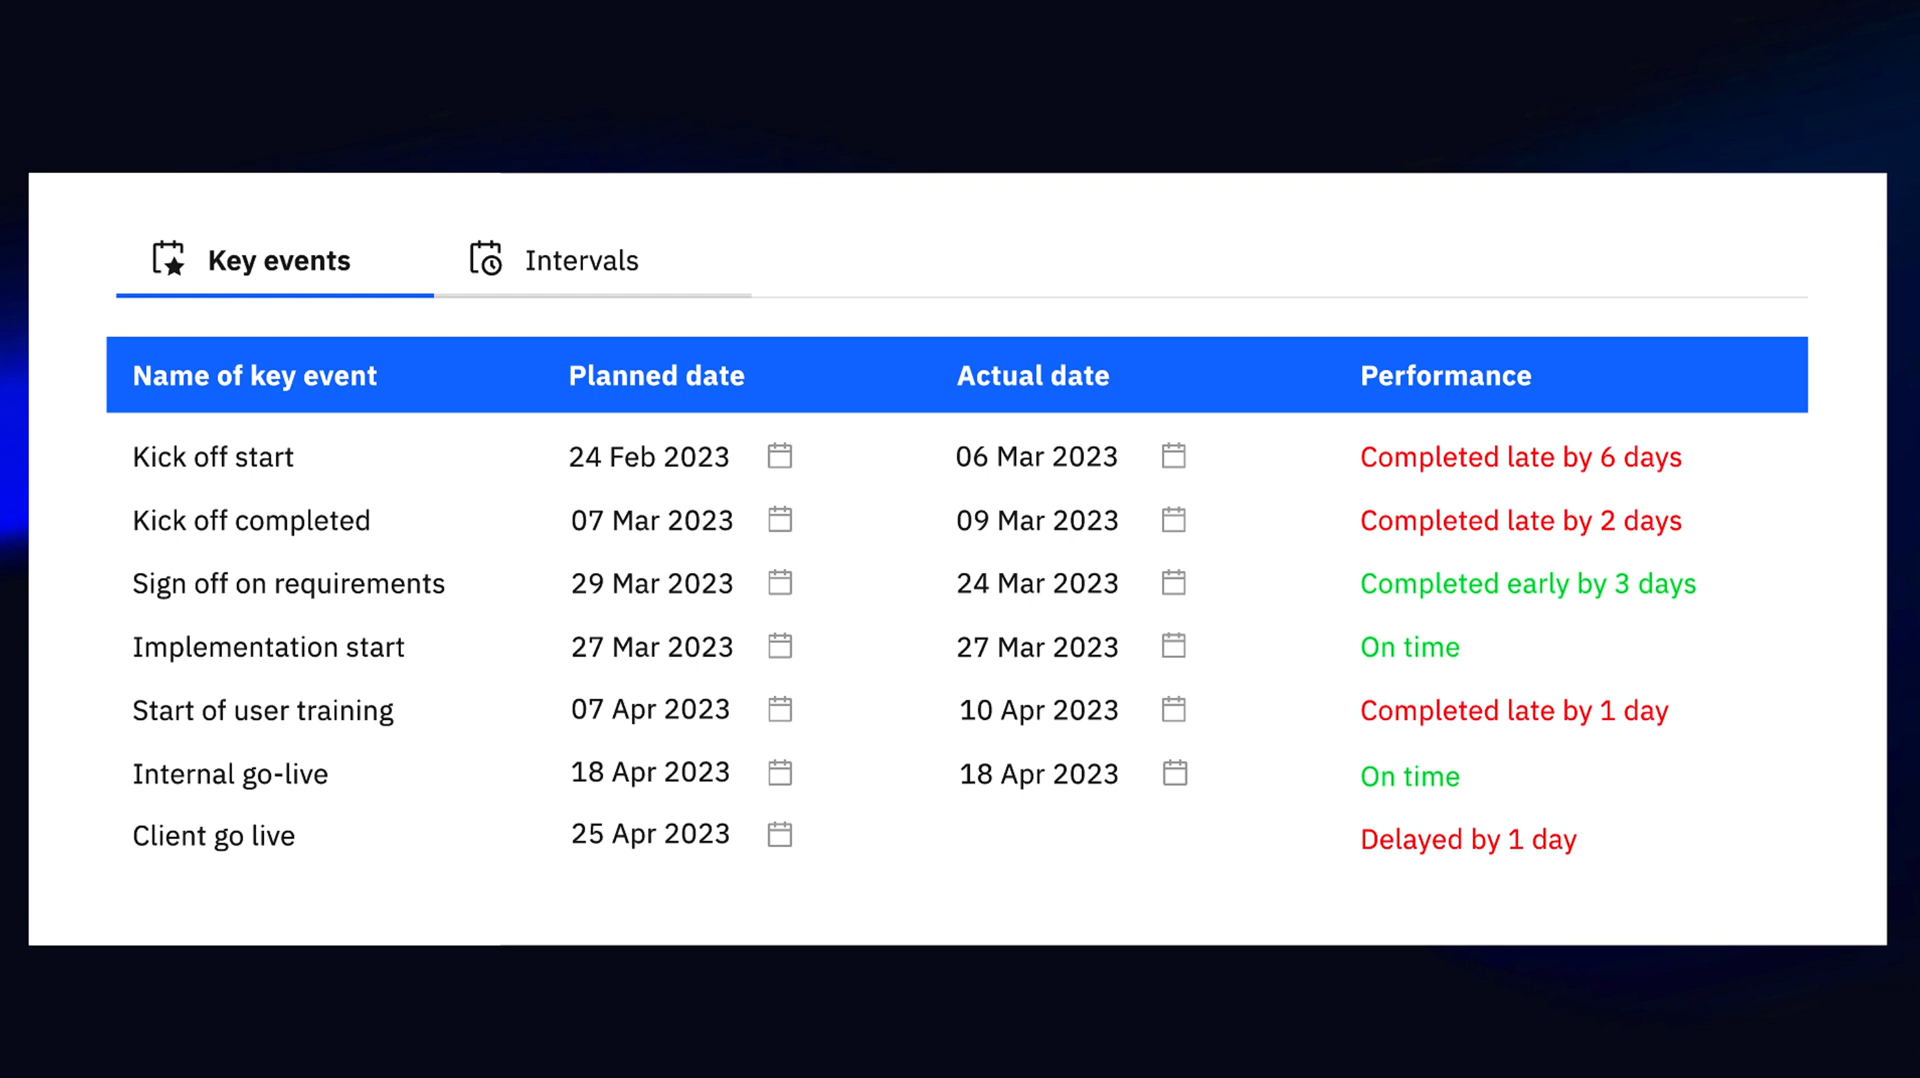 Key events Intervals
Name of key event Planned date Actual date Performance
Kick off start 24 Feb 2023 06 Mar 2023 Completed late by 6 days
Kick off completed 07 Mar 2023 09 Mar 2023 Completed late by 2 days
Sign off on requirements 29 Mar 2023 24 Mar 2023 Completed early by 3 days
Implementation start 27 Mar 2023 27 Mar 2023 On time
Start of user training 07 Apr 2023 10 Apr 2023 Completed late by 1 day
Internal go-live 18 Apr 2023 18 Apr 2023 On time
Client go live 25 Apr 2023 Delayed by 1 day